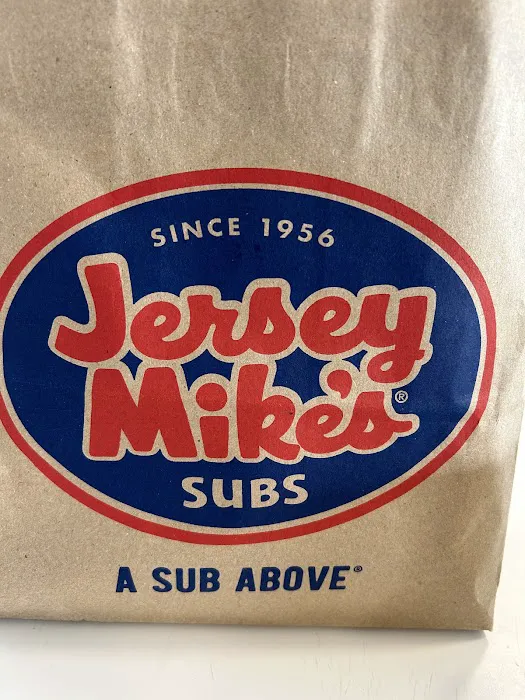 SINCE 1956
Jersey
Mike's®
SUBS
A SUB ABOVE®